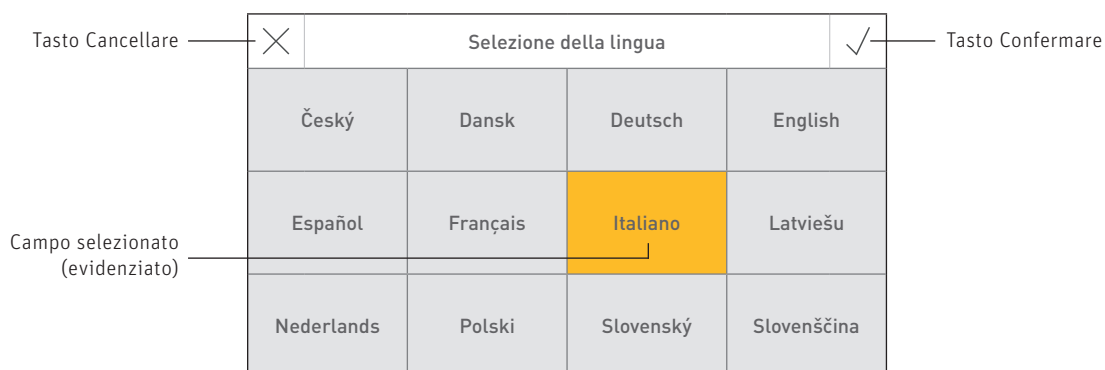 Tasto Cancellare
Selezione della lingua
Tasto Confermare
Český
Dansk
Deutsch
English
Español
Français
Italiano
Latviešu
Campo selezionato
(evidenziato)
Nederlands
Polski
Slovenský
Slovenščina